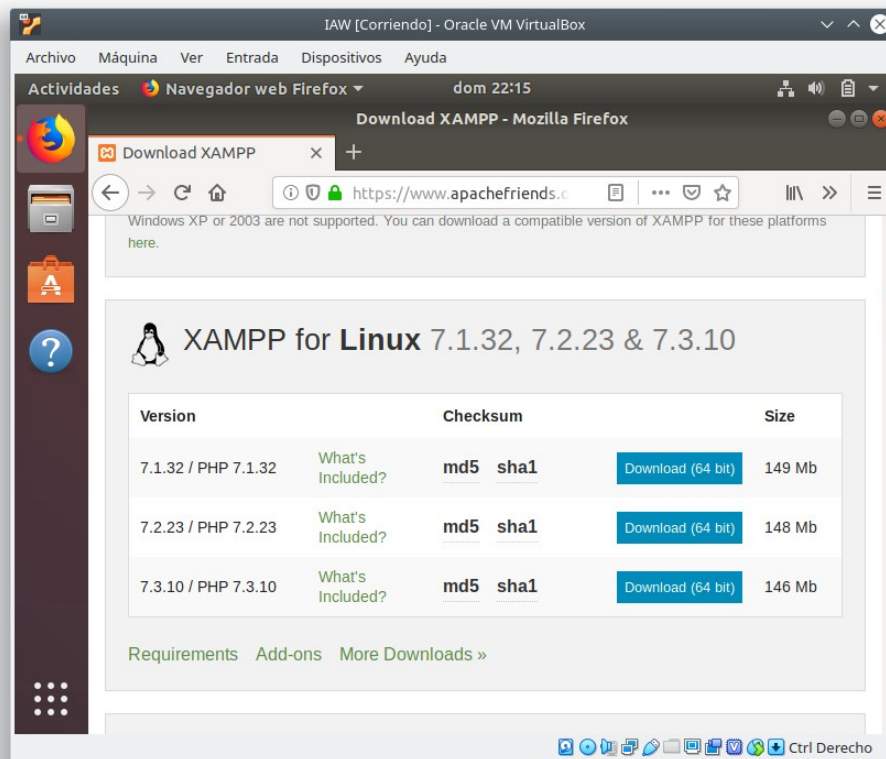 IAW [Corriendo] - Oracle VM VirtualBox
Archivo Máquina Ver Entrada Dispositivos Ayuda
Actividades Navegador web Firefox dom 22:15
Download XAMPP - Mozilla Firefox
Download XAMPP
https://www.apachefriends.
Windows XP or 2003 are not supported. You can download a compatible version of XAMPP for these platforms
here.
XAMPP for Linux 7.1.32, 7.2.23 & 7.3.10
Version Checksum Size
7.1.32 / PHP 7.1.32 What's Included? md5 sha1 Download (64 bit) 149 Mb
7.2.23 / PHP 7.2.23 What's Included? md5 sha1 Download (64 bit) 148 Mb
7.3.10 / PHP 7.3.10 What's Included? md5 sha1 Download (64 bit) 146 Mb
Requirements Add-ons More Downloads »
Ctrl Derecho